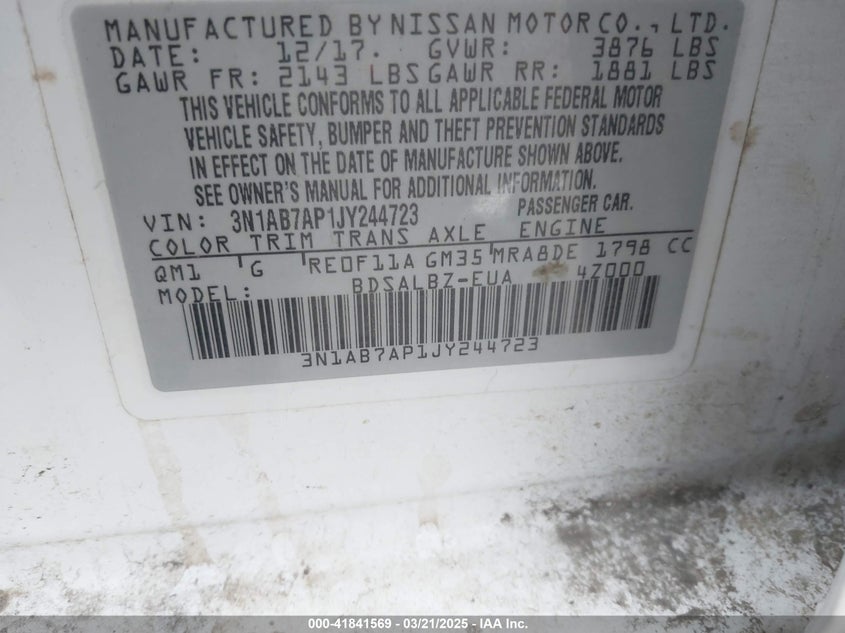 MANUFACTURED BY NISSAN MOTOR CO., LTD.
DATE: 12/17. GVWR: 3876 LBS
GAWR FR: 2143 LBS GAWR RR: 1881 LBS
THIS VEHICLE CONFORMS TO ALL APPLICABLE FEDERAL MOTOR
VEHICLE SAFETY, BUMPER AND THEFT PREVENTION STANDARDS
IN EFFECT ON THE DATE OF MANUFACTURE SHOWN ABOVE.
SEE OWNER'S MANUAL FOR ADDITIONAL INFORMATION.
VIN: 3N1AB7AP1JY244723 PASSENGER CAR.
COLOR TRIM TRANS AXLE ENGINE
QM1 G RE0F11A GM35 MRA8DE 1798 CC
MODEL: BDSALBZ-EUA 4Z000
3N1AB7AP1JY244723
000-41841569 | 03/21/2025 | IAA Inc.